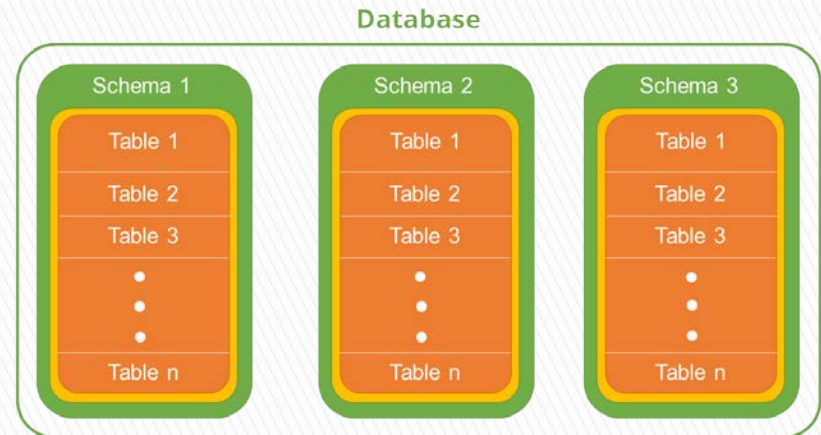 Database
Schema 1
Table 1
Table 2
Table 3
Table n
Schema 2
Table 1
Table 2
Table 3
Table n
Schema 3
Table 1
Table 2
Table 3
Table n